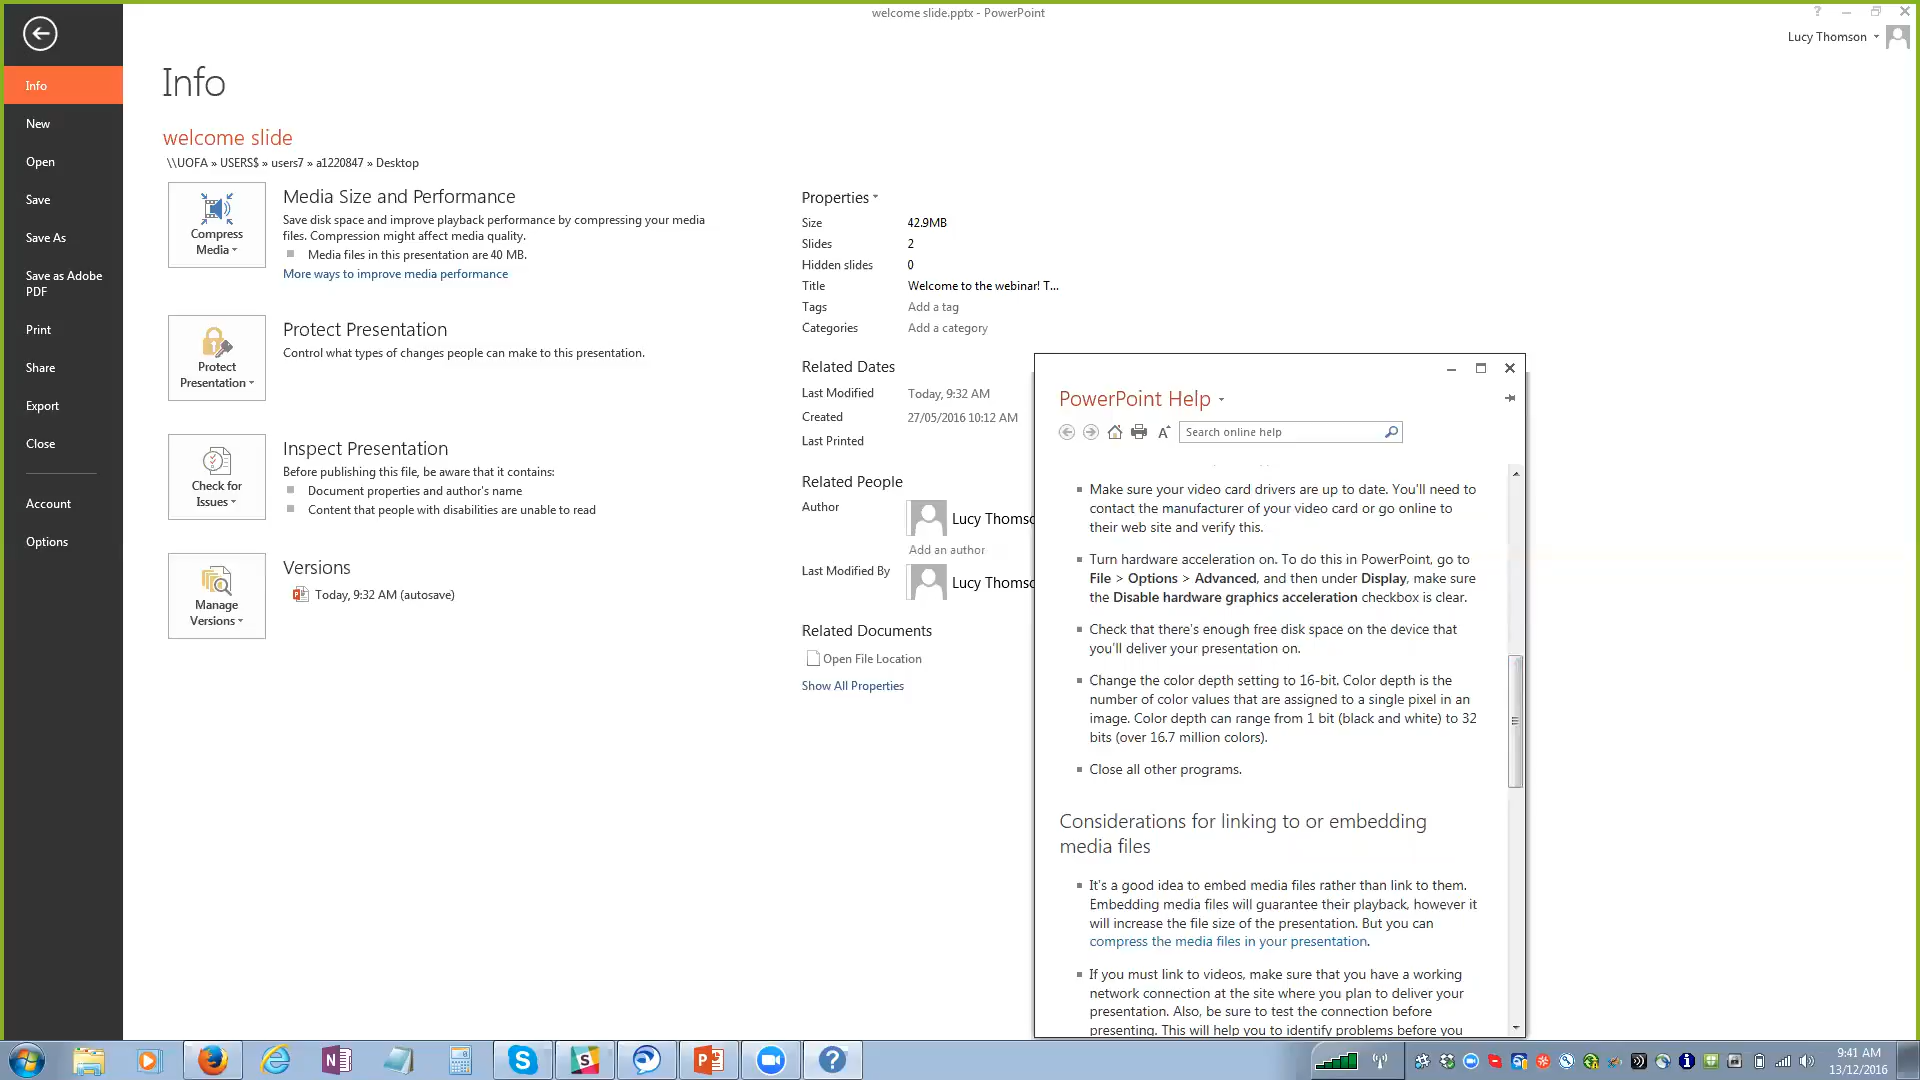 welcome slide.pptx - PowerPoint
?
Lucy Thomson
Info
New
Open
Save
Save As
Save as Adobe
PDF
Print
Share
Export
Close
Account
Options
Info
welcome slide
\\UOFA » USERS$ » users7 » a1220847 » Desktop
Compress
Media
Media Size and Performance
Save disk space and improve playback performance by compressing your media
files. Compression might affect media quality.
Media files in this presentation are 40 MB.
More ways to improve media performance
Protect
Presentation
Protect Presentation
Control what types of changes people can make to this presentation.
Check for
Issues
Inspect Presentation
Before publishing this file, be aware that it contains:
Document properties and author's name
Content that people with disabilities are unable to read
Manage
Versions
Versions
Today, 9:32 AM (autosave)
Properties
Size 42.9MB
Slides 2
Hidden slides 0
Title Welcome to the webinar! T...
Tags Add a tag
Categories Add a category
Related Dates
Last Modified Today, 9:32 AM
Created 27/05/2016 10:12 AM
Last Printed
Related People
Author Lucy Thomso
Add an author
Last Modified By Lucy Thomso
Related Documents
Open File Location
Show All Properties
PowerPoint Help
Search online help
Make sure your video card drivers are up to date. You'll need to
contact the manufacturer of your video card or go online to
their web site and verify this.
Turn hardware acceleration on. To do this in PowerPoint, go to
File > Options > Advanced, and then under Display, make sure
the Disable hardware graphics acceleration checkbox is clear.
Check that there's enough free disk space on the device that
you'll deliver your presentation on.
Change the color depth setting to 16-bit. Color depth is the
number of color values that are assigned to a single pixel in an
image. Color depth can range from 1 bit (black and white) to 32
bits (over 16.7 million colors).
Close all other programs.
Considerations for linking to or embedding
media files
It's a good idea to embed media files rather than link to them.
Embedding media files will guarantee their playback, however it
will increase the file size of the presentation. But you can
compress the media files in your presentation.
If you must link to videos, make sure that you have a working
network connection at the site where you plan to deliver your
presentation. Also, be sure to test the connection before
presenting. This will help you to identify problems before you
9:41 AM
13/12/2016